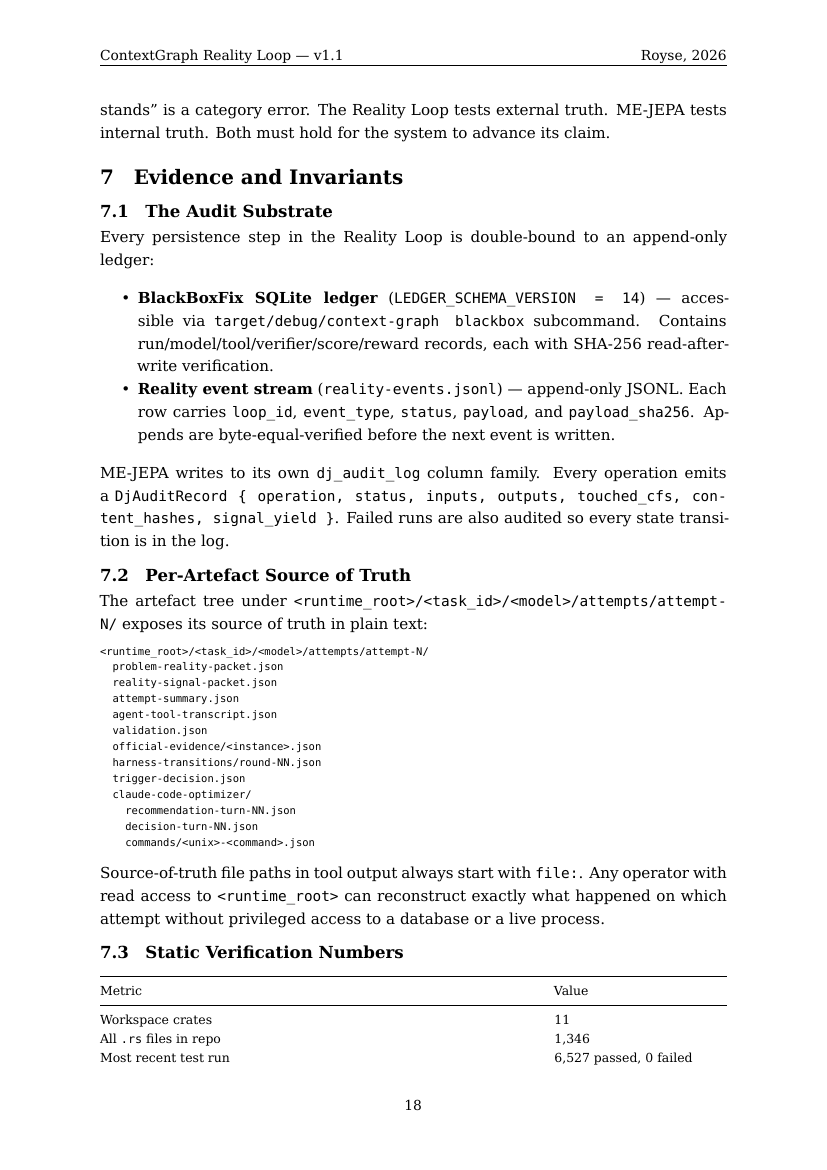 ContextGraph Reality Loop — v1.1 Royse, 2026
stands” is a category error. The Reality Loop tests external truth. ME-JEPA tests
internal truth. Both must hold for the system to advance its claim.
7 Evidence and Invariants
7.1 The Audit Substrate
Every persistence step in the Reality Loop is double-bound to an append-only
ledger:
• BlackBoxFix SQLite ledger (LEDGER_SCHEMA_VERSION = 14) — acces-
sible via target/debug/context-graph blackbox subcommand. Contains
run/model/tool/verifier/score/reward records, each with SHA-256 read-after-
write verification.
• Reality event stream (reality-events.jsonl) — append-only JSONL. Each
row carries loop_id, event_type, status, payload, and payload_sha256. Ap-
pends are byte-equal-verified before the next event is written.
ME-JEPA writes to its own dj_audit_log column family. Every operation emits
a DjAuditRecord { operation, status, inputs, outputs, touched_cfs, con-
tent_hashes, signal_yield }. Failed runs are also audited so every state transi-
tion is in the log.
7.2 Per-Artefact Source of Truth
The artefact tree under <runtime_root>/<task_id>/<model>/attempts/attempt-
N/ exposes its source of truth in plain text:
<runtime_root>/<task_id>/<model>/attempts/attempt-N/
problem-reality-packet.json
reality-signal-packet.json
attempt-summary.json
agent-tool-transcript.json
validation.json
official-evidence/<instance>.json
harness-transitions/round-NN.json
trigger-decision.json
claude-code-optimizer/
recommendation-turn-NN.json
decision-turn-NN.json
commands/<unix>-<command>.json
Source-of-truth file paths in tool output always start with file:. Any operator with
read access to <runtime_root> can reconstruct exactly what happened on which
attempt without privileged access to a database or a live process.
7.3 Static Verification Numbers
Metric Value
Workspace crates 11
All .rs files in repo 1,346
Most recent test run 6,527 passed, 0 failed
18